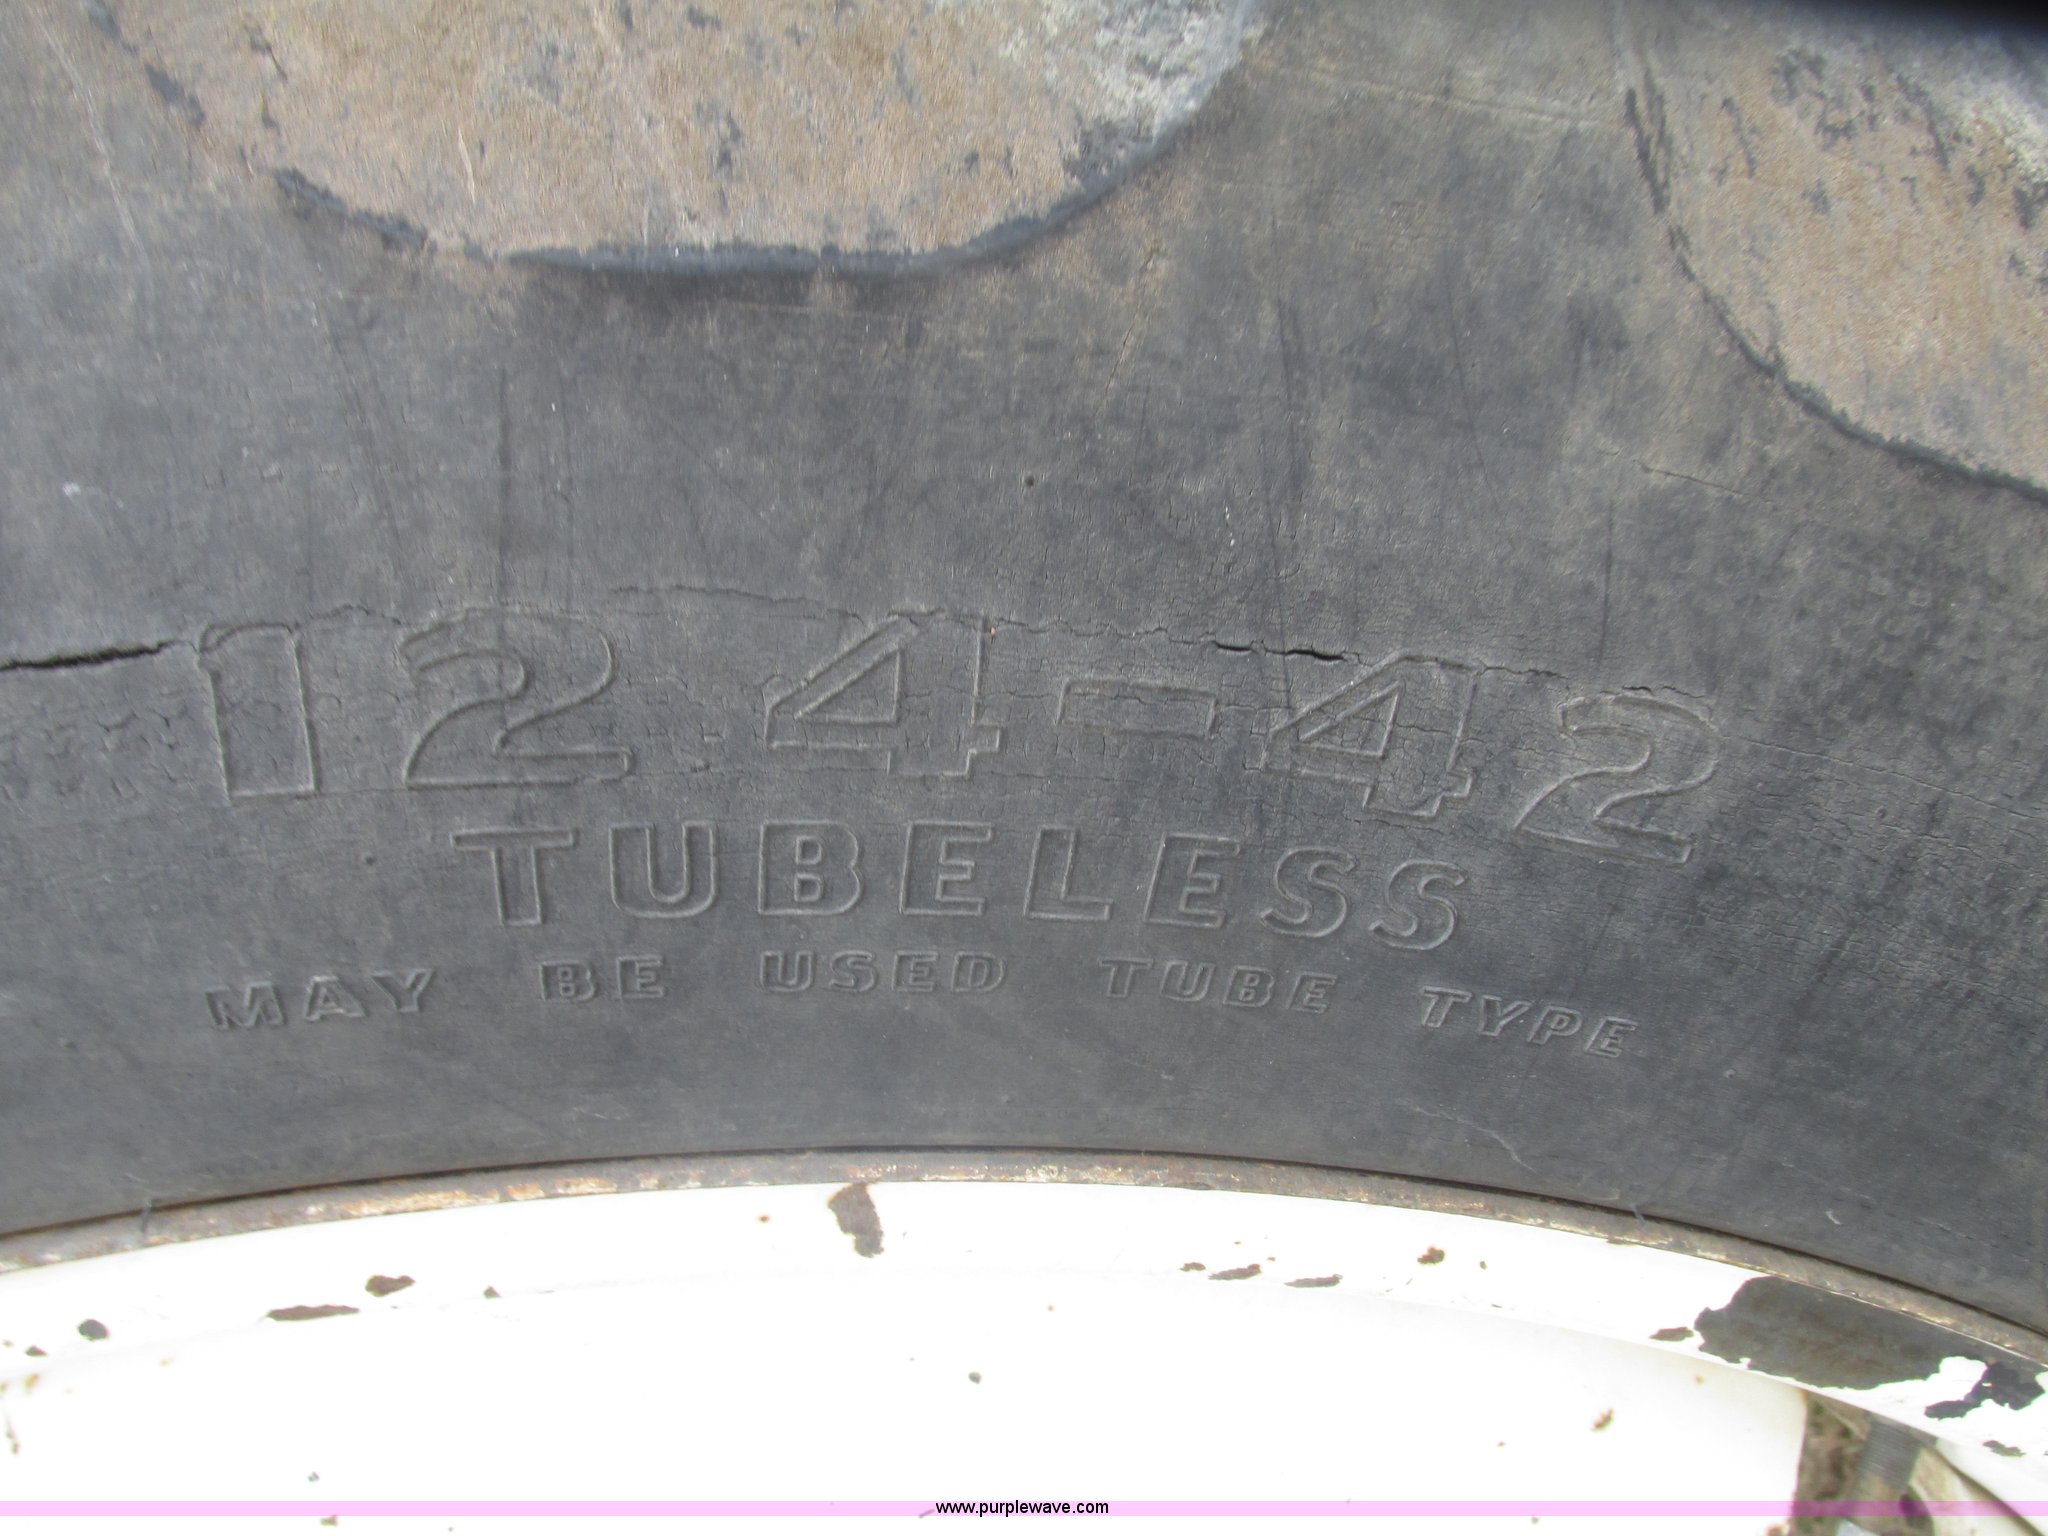 12.4-42
TUBELESS
MAY BE USED TUBE TYPE
www.purplewave.com